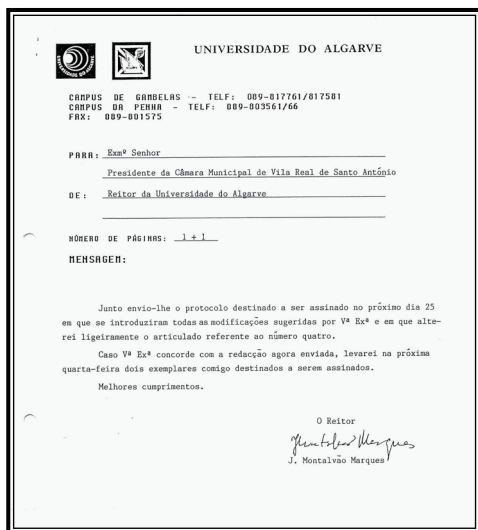 UNIVERSIDADE DO ALGARVE
CAMPUS DE GAMBELAS - TELF: 089-817761/817581
CAMPUS DA PENHA - TELF: 089-803561/66
FAX: 089-801575
PARA: Exmº Senhor
Presidente da Câmara Municipal de Vila Real de Santo António
DE: Reitor da Universidade do Algarve
NÚMERO DE PÁGINAS: 1 + 1
MENSAGEM:
Junto envio-lhe o protocolo destinado a ser assinado no próximo dia 25
em que se introduziram todas as modificações sugeridas por Vª Exª e em que alte-
rei ligeiramente o articulado referente ao número quatro.
Caso Vª Exª concorde com a redacção agora enviada, levarei na próxima
quarta-feira dois exemplares comigo destinados a serem assinados.
Melhores cumprimentos.
O Reitor
J. Montalvão Marques